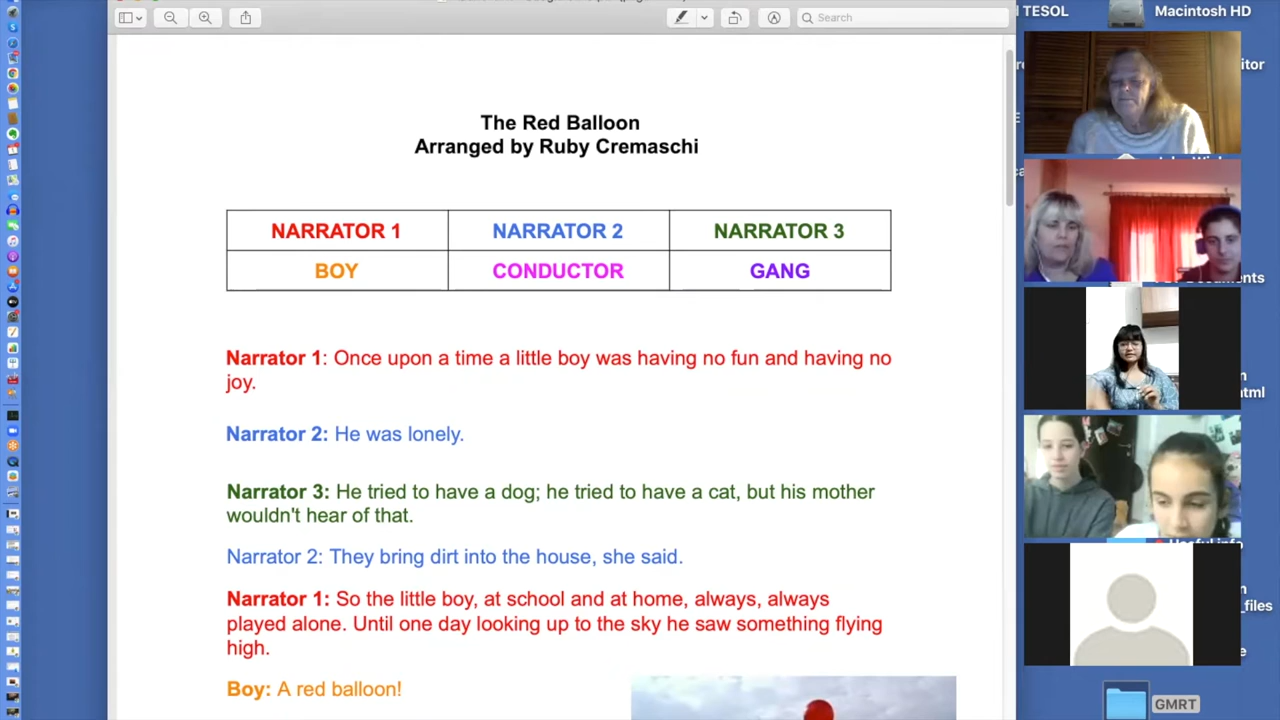 Search
TESOL
Macintosh HD
The Red Balloon
Arranged by Ruby Cremaschi
NARRATOR 1 NARRATOR 2 NARRATOR 3
BOY CONDUCTOR GANG
Narrator 1: Once upon a time a little boy was having no fun and having no
joy.
Narrator 2: He was lonely.
Narrator 3: He tried to have a dog; he tried to have a cat, but his mother
wouldn't hear of that.
Narrator 2: They bring dirt into the house, she said.
Narrator 1: So the little boy, at school and at home, always, always
played alone. Until one day looking up to the sky he saw something flying
high.
Boy: A red balloon!
GMRT